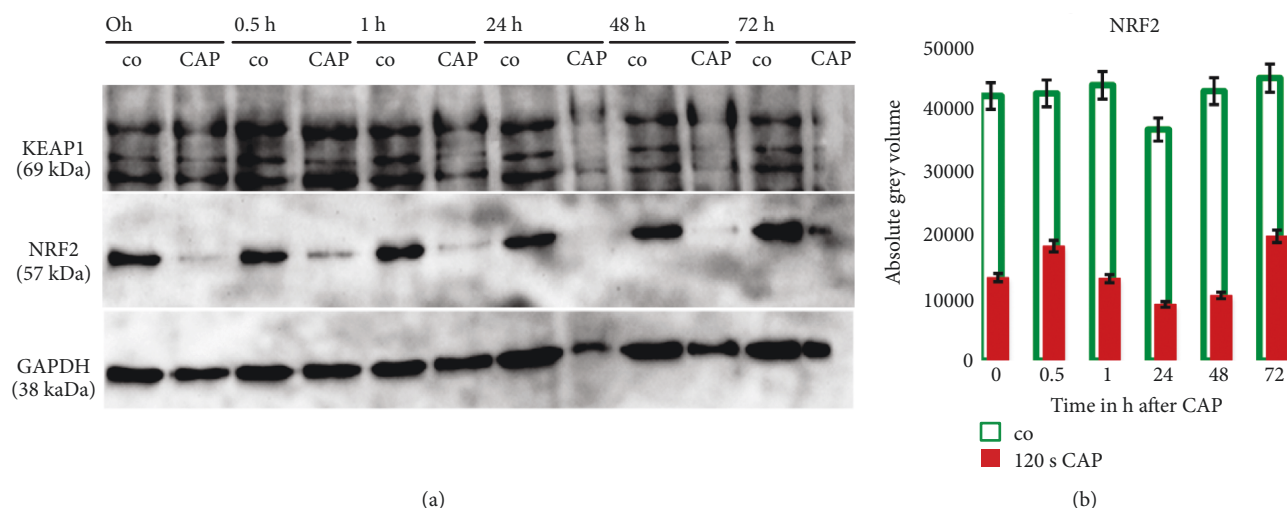 Oh 0.5 h 1 h 24 h 48 h 72 h
co CAP co CAP co CAP co CAP co CAP co CAP
KEAP1
(69 kDa)
NRF2
(57 kDa)
GAPDH
(38 kaDa)
(a)
NRF2
50000
40000
30000
20000
10000
0
Absolute grey volume
0 0.5 1 24 48 72
Time in h after CAP
co
120 s CAP
(b)